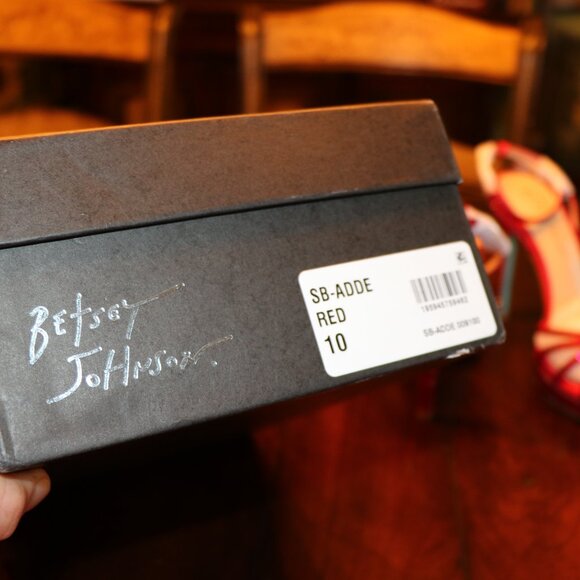 BETSEY
JOHNSON.
SB-ADDE
RED
10
SB-ADDE 009100